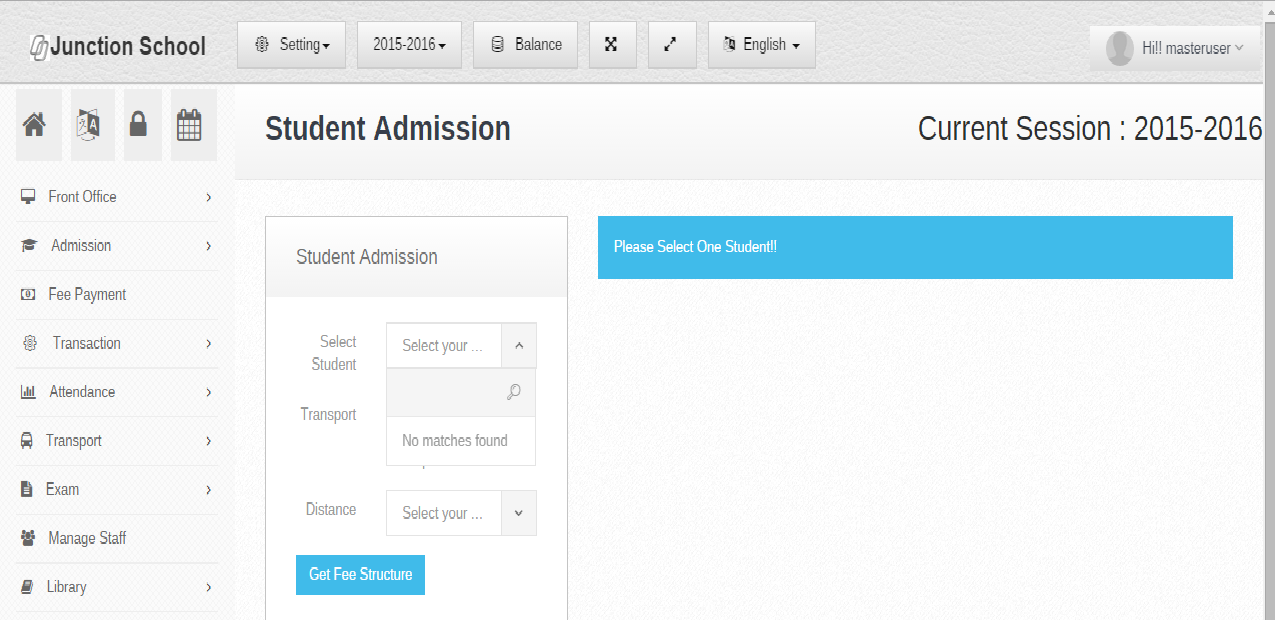 Junction School
Setting
2015-2016
Balance
English
Hi!! masteruser
Student Admission
Current Session : 2015-2016
Front Office
Admission
Fee Payment
Transaction
Attendance
Transport
Exam
Manage Staff
Library
Student Admission
Select
Student
Select your ...
No matches found
Transport
Distance
Select your ...
Get Fee Structure
Please Select One Student!!